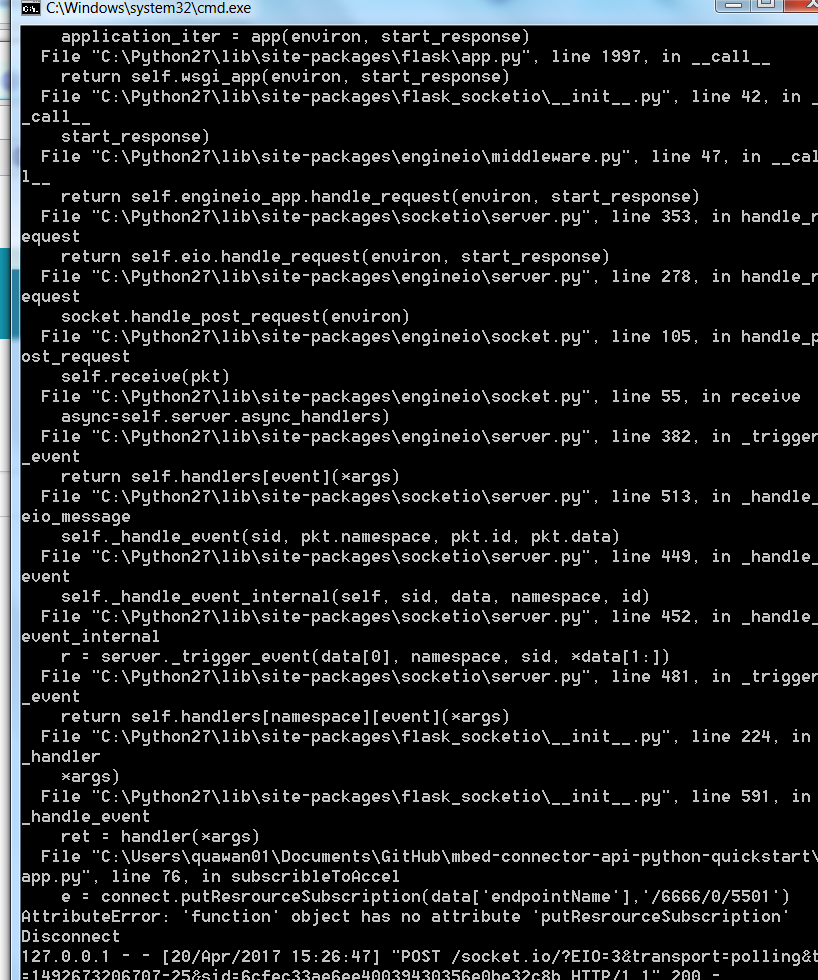 C:\Windows\system32\cmd.exe
application_iter = app(environ, start_response)
File "C:\Python27\lib\site-packages\flask\app.py", line 1997, in __call__
return self.wsgi_app(environ, start_response)
File "C:\Python27\lib\site-packages\flask_socketio\__init__.py", line 42, in _
_call__
start_response)
File "C:\Python27\lib\site-packages\engineio\middleware.py", line 47, in __cal
l__
return self.engineio_app.handle_request(environ, start_response)
File "C:\Python27\lib\site-packages\socketio\server.py", line 353, in handle_r
equest
return self.eio.handle_request(environ, start_response)
File "C:\Python27\lib\site-packages\engineio\server.py", line 278, in handle_r
equest
socket.handle_post_request(environ)
File "C:\Python27\lib\site-packages\engineio\socket.py", line 105, in handle_p
ost_request
self.receive(pkt)
File "C:\Python27\lib\site-packages\engineio\socket.py", line 55, in receive
async=self.server.async_handlers)
File "C:\Python27\lib\site-packages\engineio\server.py", line 382, in _trigger
_event
return self.handlers[event](*args)
File "C:\Python27\lib\site-packages\socketio\server.py", line 513, in _handle_
eio_message
self._handle_event(sid, pkt.namespace, pkt.id, pkt.data)
File "C:\Python27\lib\site-packages\socketio\server.py", line 449, in _handle_
event
self._handle_event_internal(self, sid, data, namespace, id)
File "C:\Python27\lib\site-packages\socketio\server.py", line 452, in _handle_
event_internal
r = server._trigger_event(data[0], namespace, sid, *data[1:])
File "C:\Python27\lib\site-packages\socketio\server.py", line 481, in _trigger
_event
return self.handlers[namespace][event](*args)
File "C:\Python27\lib\site-packages\flask_socketio\__init__.py", line 224, in
_handler
*args)
File "C:\Python27\lib\site-packages\flask_socketio\__init__.py", line 591, in
_handle_event
ret = handler(*args)
File "C:\Users\quawan01\Documents\GitHub\mbed-connector-api-python-quickstart\
app.py", line 76, in subscribleToAccel
e = connect.putResrourceSubscription(data['endpointName'],'/6666/0/5501')
AttributeError: 'function' object has no attribute 'putResrourceSubscription'
Disconnect
127.0.0.1 - - [20/Apr/2017 15:26:47] "POST /socket.io/?EIO=3&transport=polling&t
=1492673206707-25&sid=6cfec33ae6ee40039430356e0be32c8b HTTP/1.1" 200 -